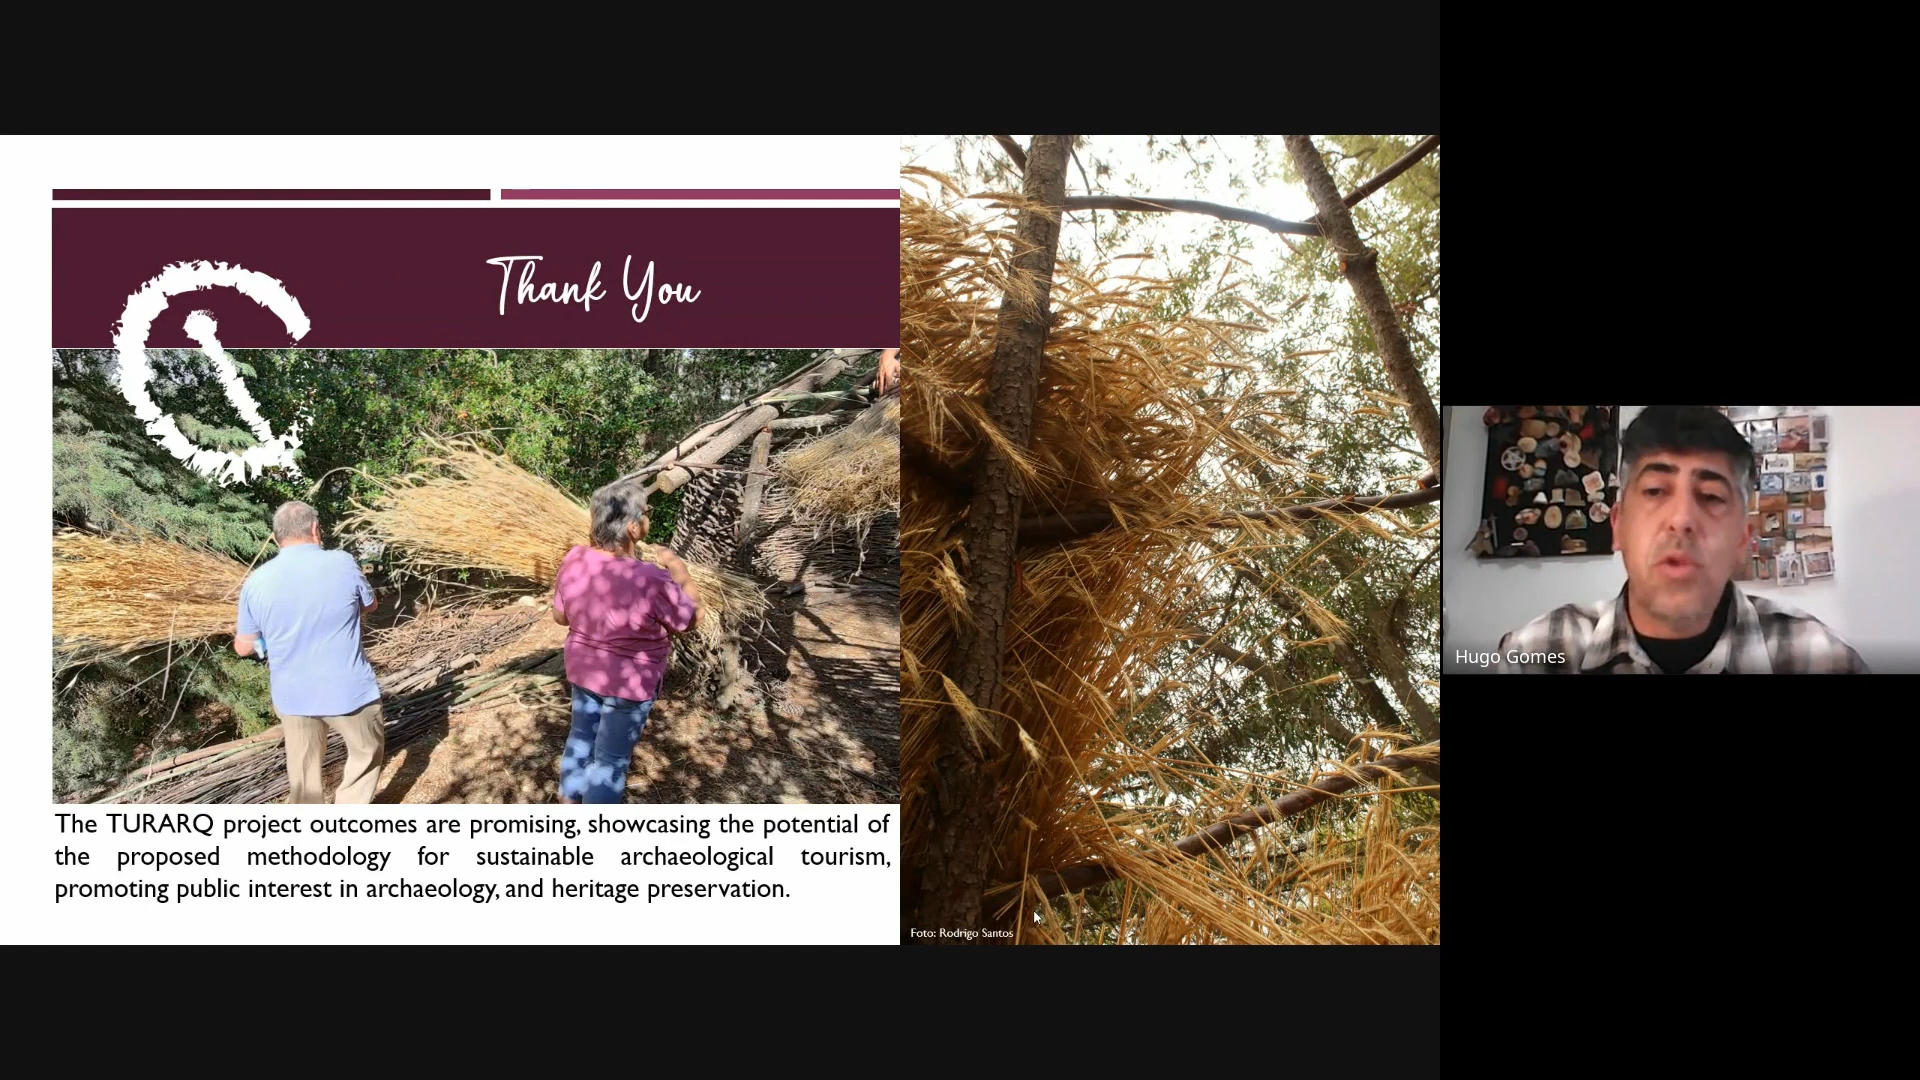 Thank You
The TURARQ project outcomes are promising, showcasing the potential of
the proposed methodology for sustainable archaeological tourism,
promoting public interest in archaeology, and heritage preservation.
Foto: Rodrigo Santos
Hugo Gomes